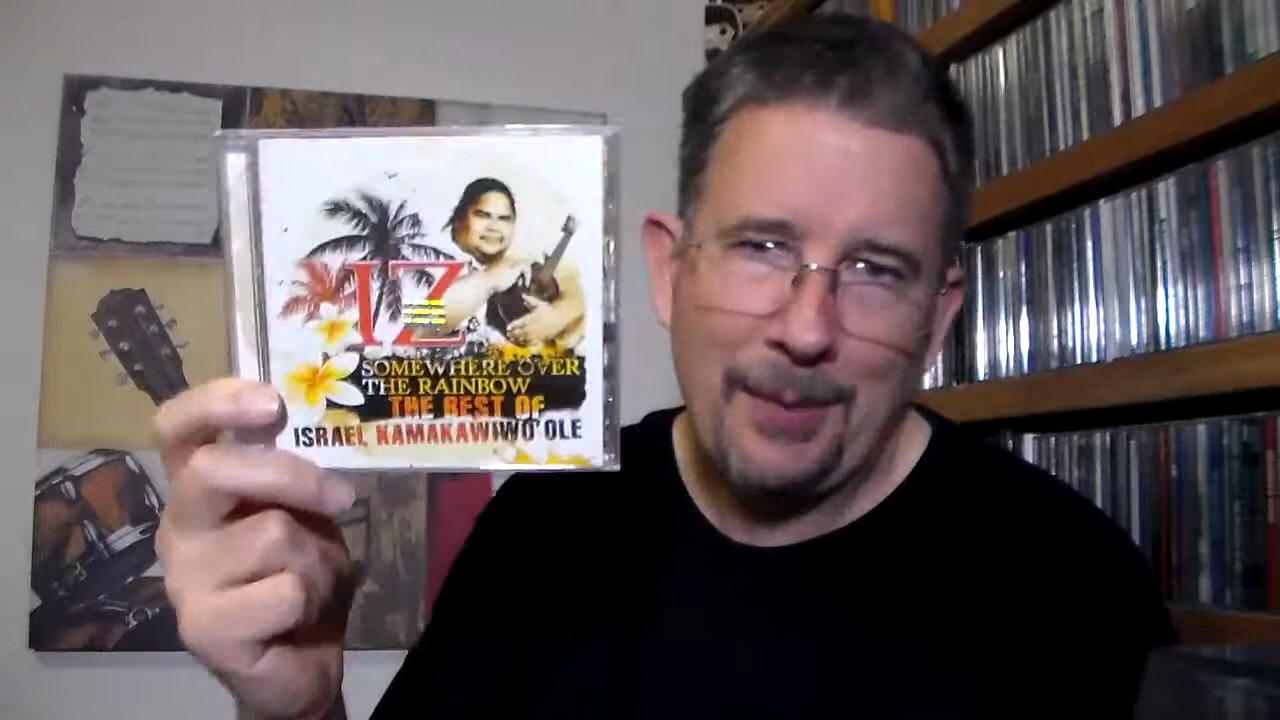 IZ
SOMEWHERE OVER
THE RAINBOW
THE BEST OF
ISRAEL KAMAKAWIWO'OLE